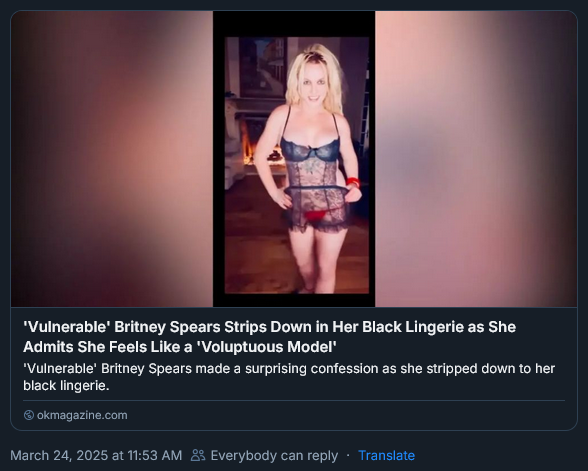 'Vulnerable' Britney Spears Strips Down in Her Black Lingerie as She
Admits She Feels Like a 'Voluptuous Model'
'Vulnerable' Britney Spears made a surprising confession as she stripped down to her
black lingerie.
okmagazine.com
March 24, 2025 at 11:53 AM Everybody can reply · Translate